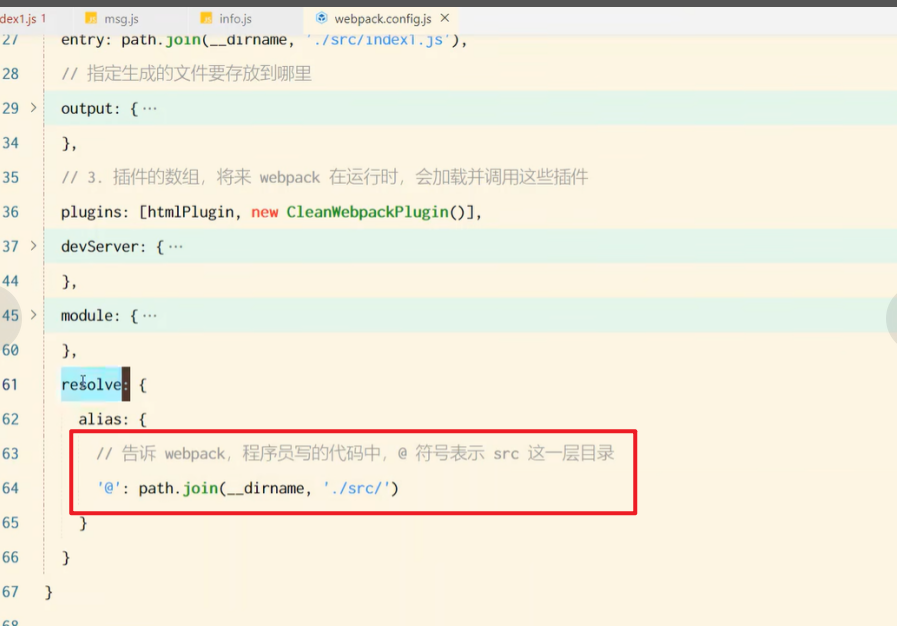 dex1.js 1 msg.js info.js webpack.config.js ×
27 entry: path.join(__dirname, './src/index1.js'),
28 // 指定生成的文件要存放到哪里
29 > output: { ···
34 },
35 // 3. 插件的数组，将来 webpack 在运行时，会加载并调用这些插件
36 plugins: [htmlPlugin, new CleanWebpackPlugin()],
37 > devServer: { ···
44 },
45 > module: { ···
60 },
61 resolve: {
62 alias: {
63 // 告诉 webpack，程序员写的代码中，@ 符号表示 src 这一层目录
64 '@': path.join(__dirname, './src/')
65 }
66 }
67 }
68